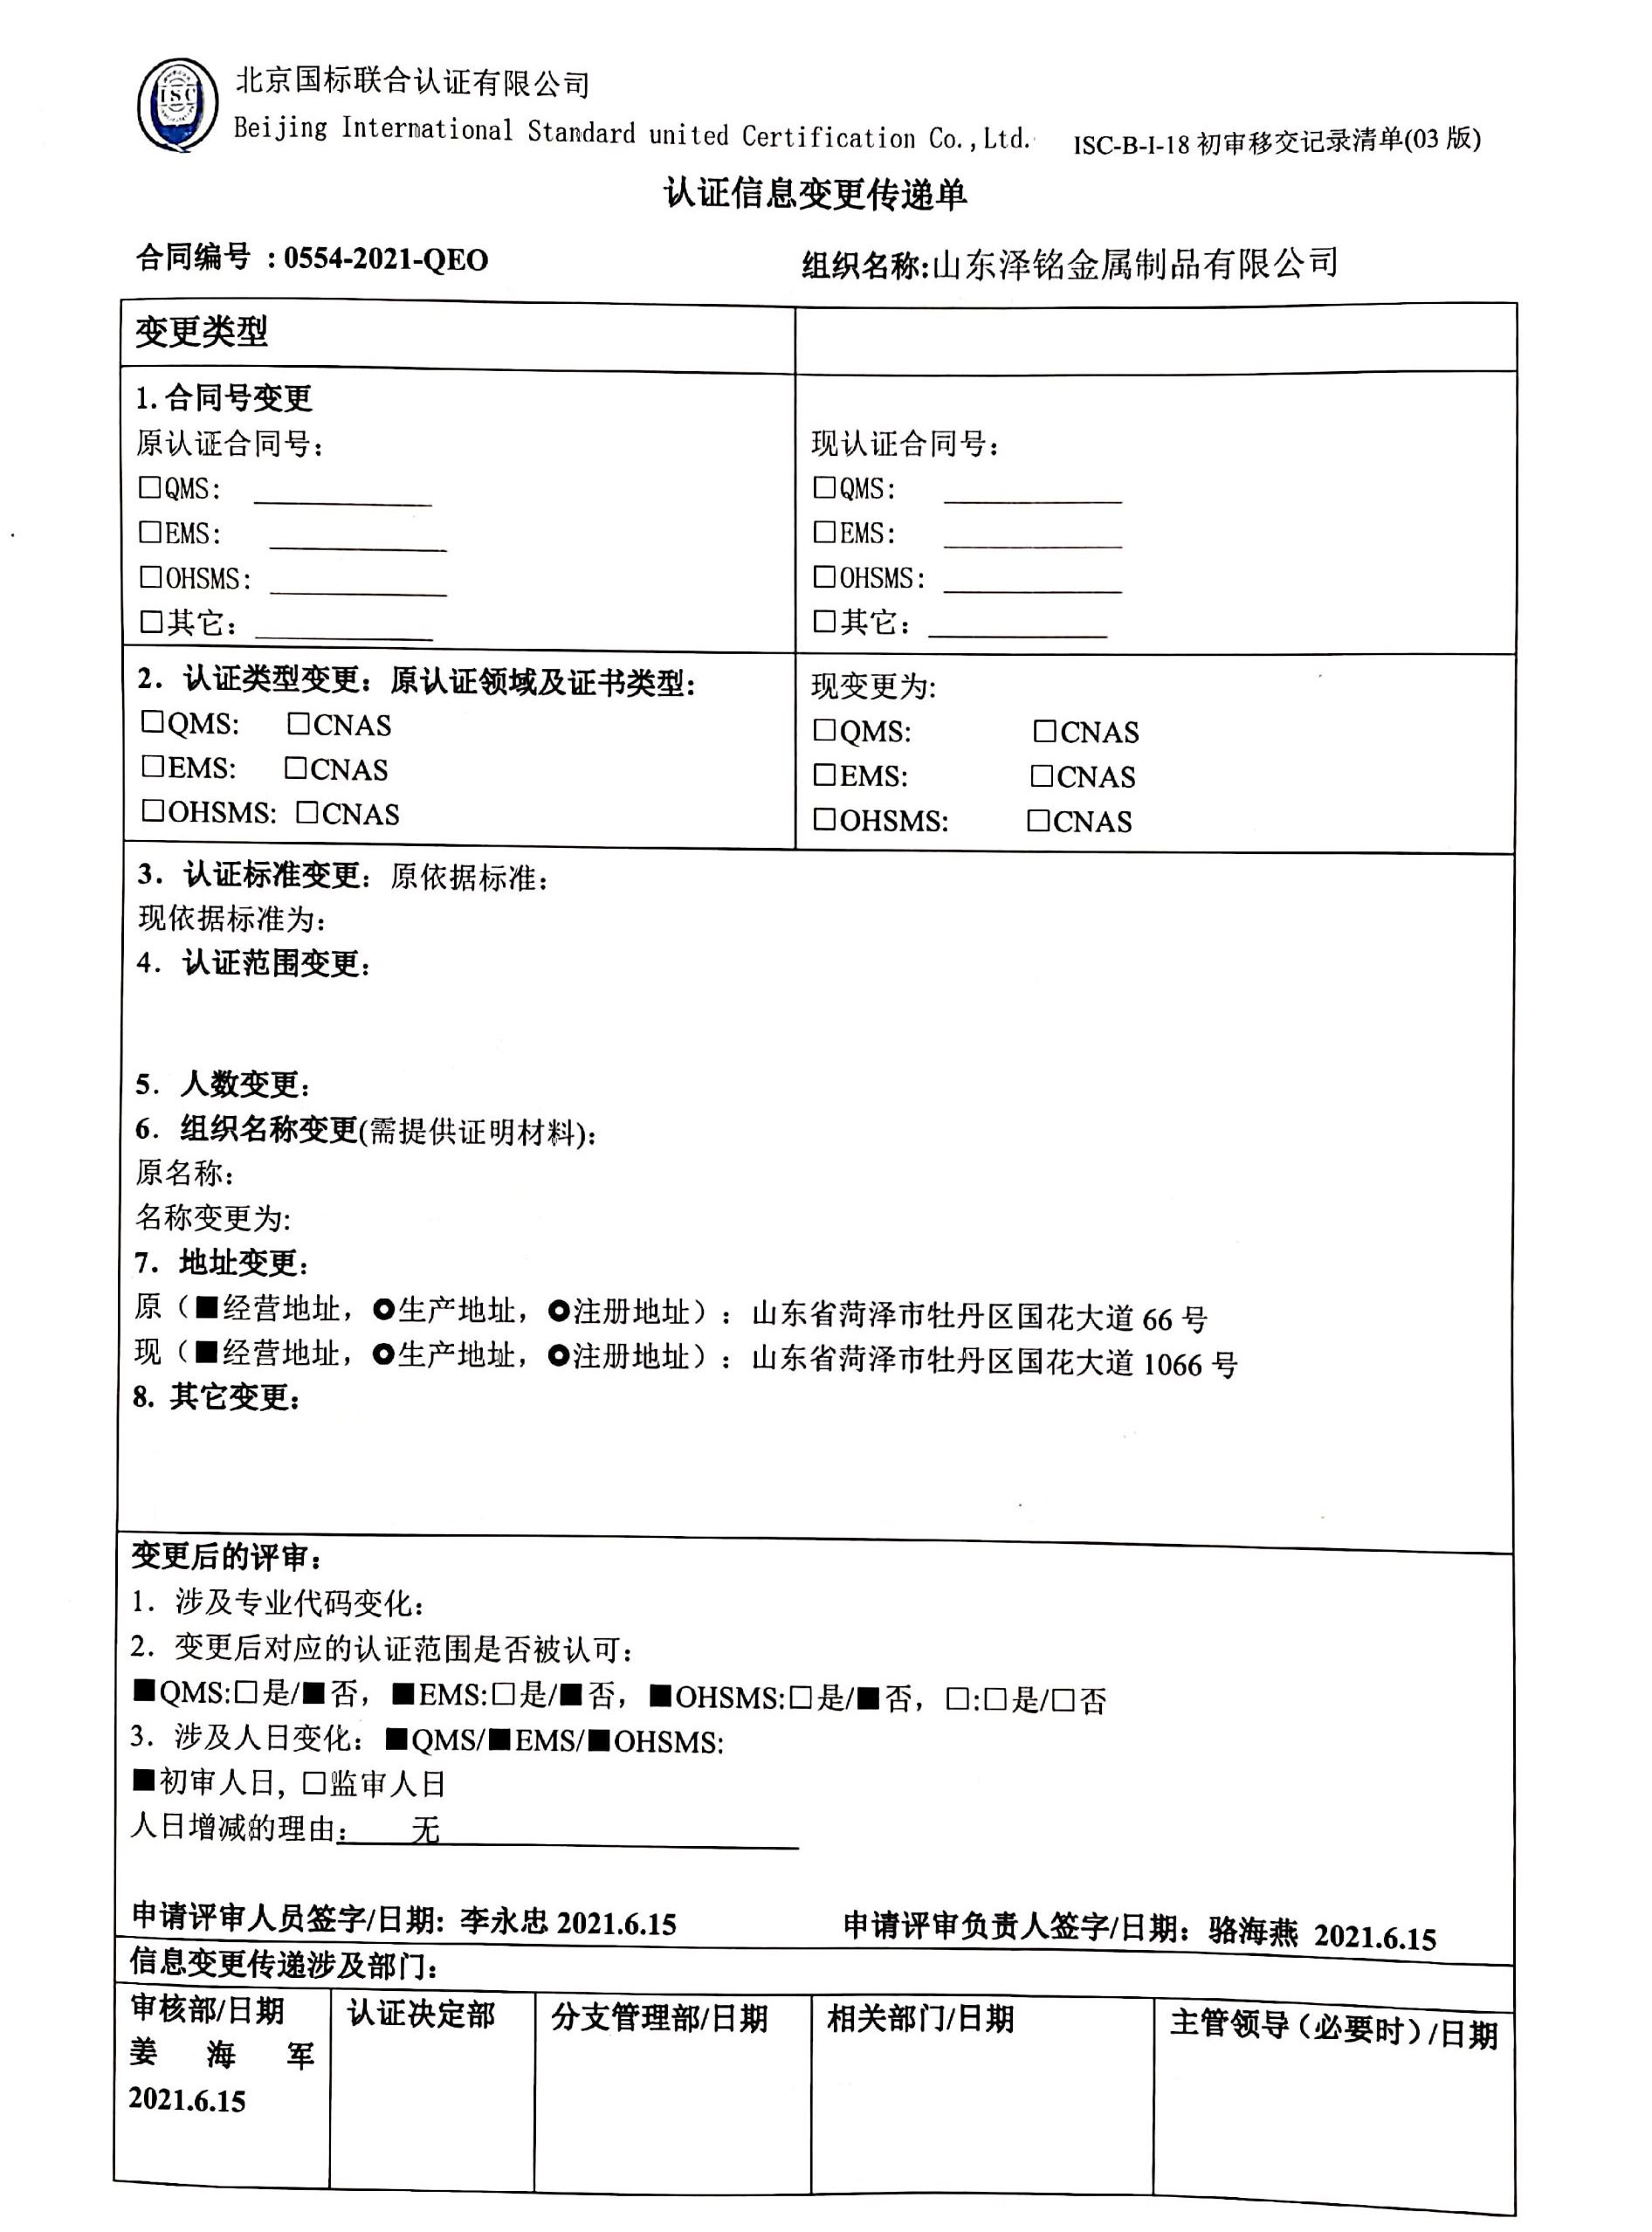 ISC
北京国标联合认证有限公司
Beijing International Standard united Certification Co.,Ltd. ISC-B-I-18 初审移交记录清单(03 版)
认证信息变更传递单
合同编号 ：0554-2021-QEO 组织名称:山东泽铭金属制品有限公司
变更类型
1. 合同号变更
原认证合同号： 现认证合同号：
□QMS: ____________ □QMS: ____________
□EMS: ____________ □EMS: ____________
□OHSMS: ____________ □OHSMS: ____________
□其它：____________ □其它：____________
2．认证类型变更：原认证领域及证书类型: 现变更为:
□QMS: □CNAS □QMS: □CNAS
□EMS: □CNAS □EMS: □CNAS
□OHSMS: □CNAS □OHSMS: □CNAS
3．认证标准变更：原依据标准：
现依据标准为：
4．认证范围变更：
5．人数变更：
6．组织名称变更(需提供证明材料)：
原名称：
名称变更为:
7．地址变更：
原（■经营地址，○生产地址，○注册地址）：山东省菏泽市牡丹区国花大道 66 号
现（■经营地址，○生产地址，○注册地址）：山东省菏泽市牡丹区国花大道 1066 号
8. 其它变更：
变更后的评审：
1．涉及专业代码变化：
2．变更后对应的认证范围是否被认可：
■QMS:□是/■否，■EMS:□是/■否，■OHSMS:□是/■否，□:□是/□否
3．涉及人日变化：■QMS/■EMS/■OHSMS:
■初审人日, □监审人日
人日增减的理由： 无
申请评审人员签字/日期: 李永忠 2021.6.15 申请评审负责人签字/日期：骆海燕 2021.6.15
信息变更传递涉及部门：
审核部/日期 认证决定部 分支管理部/日期 相关部门/日期 主管领导（必要时）/日期
姜 海 军
2021.6.15